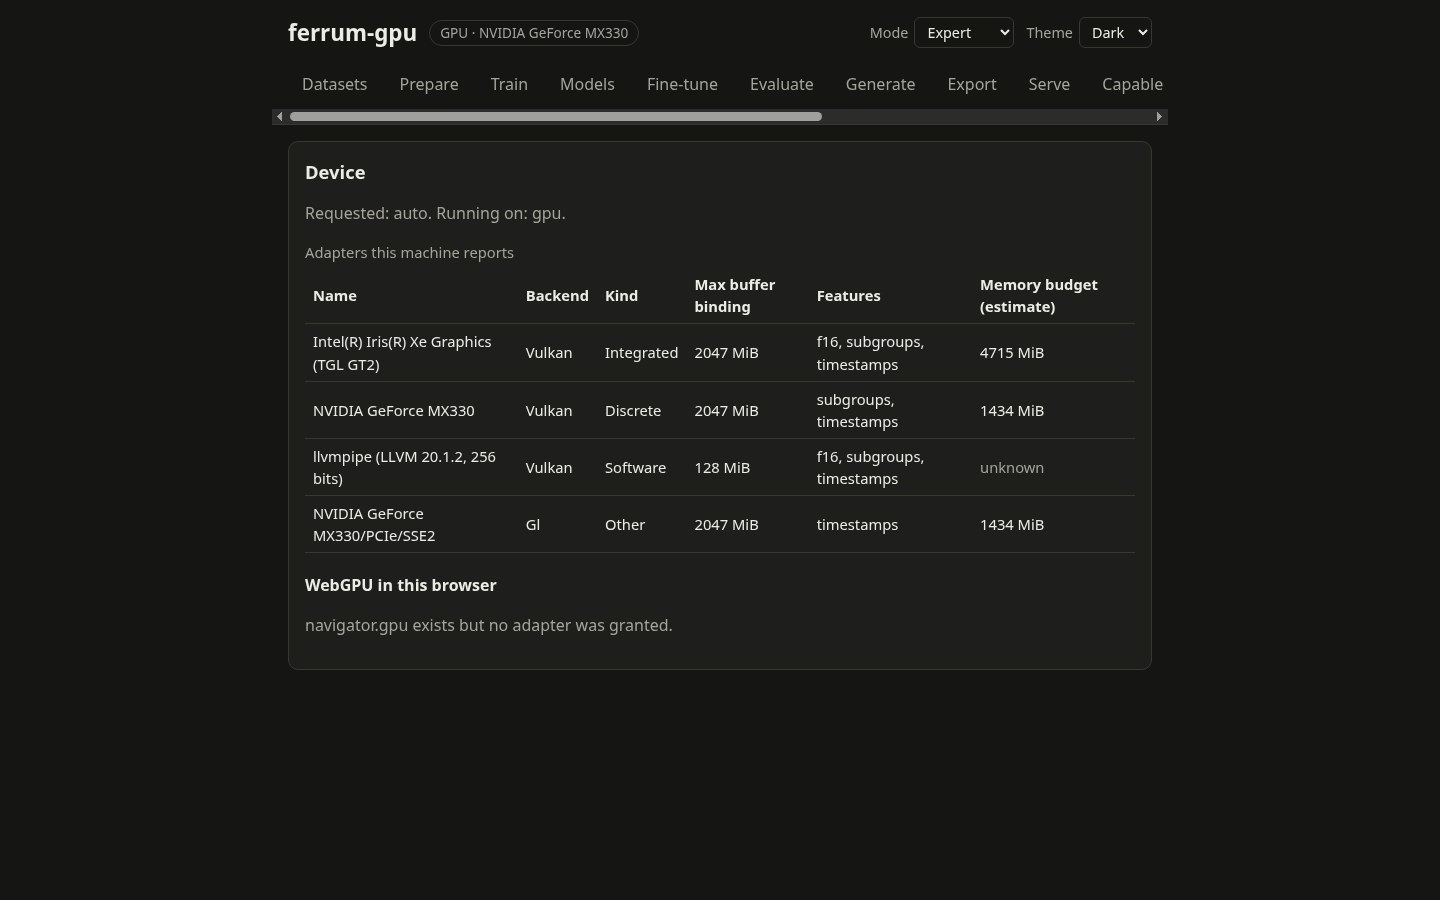 ferrum-gpu
GPU · NVIDIA GeForce MX330
Mode Expert Theme Dark
Datasets Prepare Train Models Fine-tune Evaluate Generate Export Serve Capable
Device
Requested: auto. Running on: gpu.
Adapters this machine reports
Name Backend Kind Max buffer binding Features Memory budget (estimate)
Intel(R) Iris(R) Xe Graphics (TGL GT2) Vulkan Integrated 2047 MiB f16, subgroups, timestamps 4715 MiB
NVIDIA GeForce MX330 Vulkan Discrete 2047 MiB subgroups, timestamps 1434 MiB
llvmpipe (LLVM 20.1.2, 256 bits) Vulkan Software 128 MiB f16, subgroups, timestamps unknown
NVIDIA GeForce MX330/PCIe/SSE2 Gl Other 2047 MiB timestamps 1434 MiB
WebGPU in this browser
navigator.gpu exists but no adapter was granted.